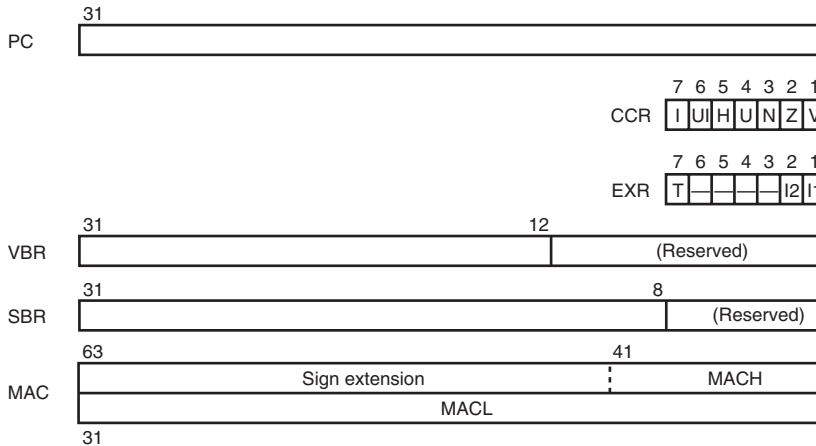 31
PC
7 6 5 4 3 2 1
CCR I UI H U N Z V
7 6 5 4 3 2 1
EXR T — — — — I2 I1
31 12
VBR (Reserved)
31 8
SBR (Reserved)
63 41
MAC Sign extension MACH
MACL
31